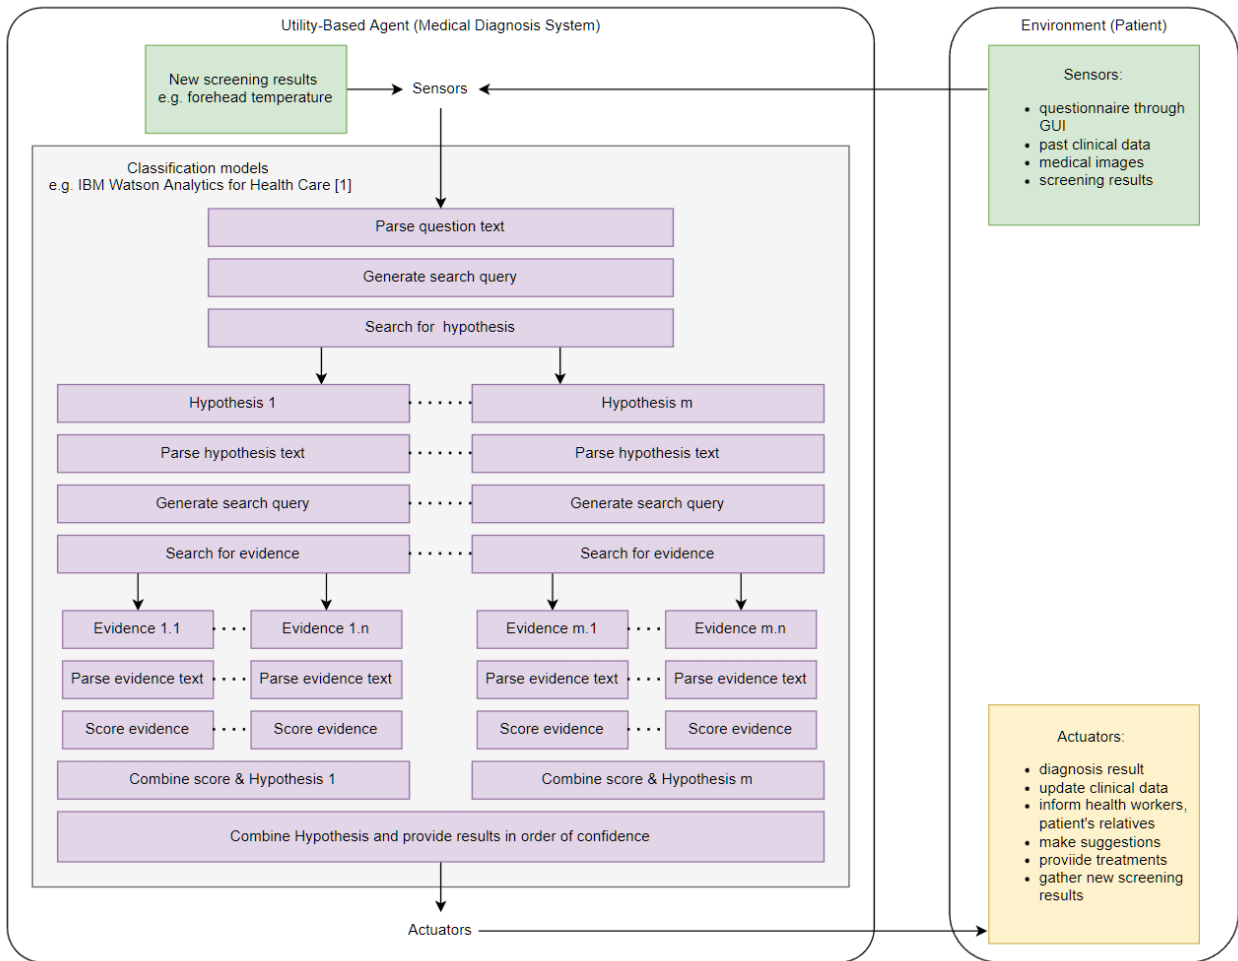 Utility-Based Agent (Medical Diagnosis System)
Environment (Patient)
New screening results
e.g. forehead temperature
Sensors
Sensors:
questionnaire through
GUI
past clinical data
medical images
screening results
Classification models
e.g. IBM Watson Analytics for Health Care [1]
Parse question text
Generate search query
Search for hypothesis
Hypothesis 1
Hypothesis m
Parse hypothesis text
Parse hypothesis text
Generate search query
Generate search query
Search for evidence
Search for evidence
Evidence 1.1
Evidence 1.n
Evidence m.1
Evidence m.n
Parse evidence text
Parse evidence text
Parse evidence text
Parse evidence text
Score evidence
Score evidence
Score evidence
Score evidence
Combine score & Hypothesis 1
Combine score & Hypothesis m
Combine Hypothesis and provide results in order of confidence
Actuators
Actuators:
diagnosis result
update clinical data
inform health workers,
patient's relatives
make suggestions
proviide treatments
gather new screening
results